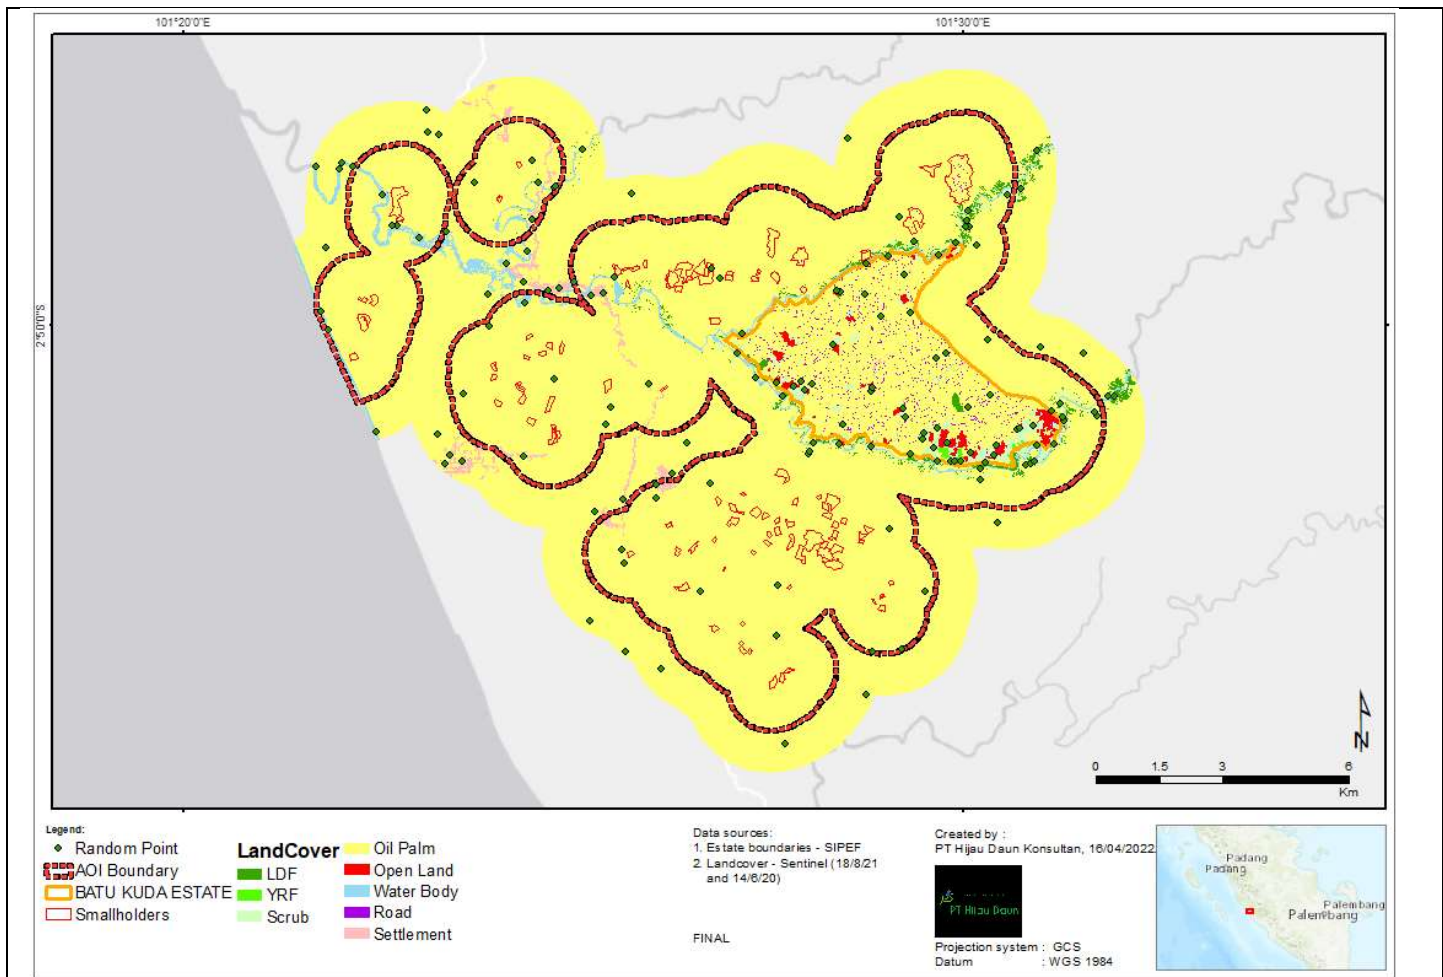 101°20'0"E
101°30'0"E
2°50'0"S
N
0 1.5 3 6
Km
Legend:
Random Point
AOI Boundary
BATU KUDA ESTATE
Smallholders
LandCover
LDF
YRF
Scrub
Oil Palm
Open Land
Water Body
Road
Settlement
Data sources:
1. Estate boundaries - SIPEF
2. Landcover - Sentinel (18/8/21
and 14/6/20)
FINAL
Created by :
PT Hijau Daun Konsultan, 16/04/2022
PT Hijau Daun
Projection system : GCS
Datum : WGS 1984
Padang
Padang
Palembang
Palembang